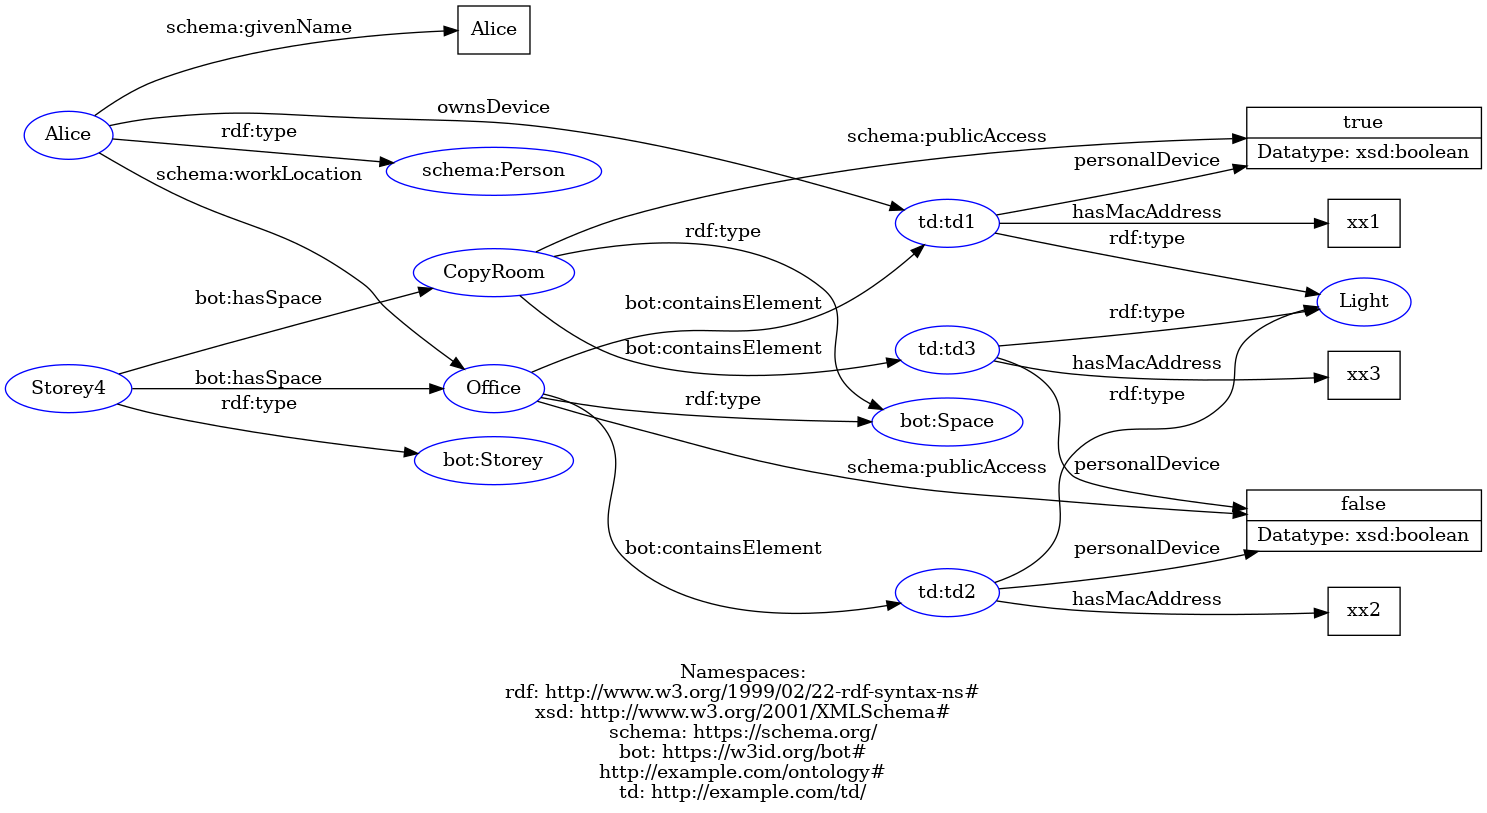 schema:givenName
Alice
ownsDevice
Alice
rdf:type
schema:Person
schema:workLocation
schema:publicAccess
true
Datatype: xsd:boolean
personalDevice
td:td1
hasMacAddress
xx1
rdf:type
rdf:type
CopyRoom
bot:hasSpace
bot:containsElement
Light
rdf:type
bot:containsElement
td:td3
hasMacAddress
xx3
Storey4
bot:hasSpace
Office
rdf:type
rdf:type
rdf:type
bot:Space
bot:Storey
schema:publicAccess
personalDevice
false
Datatype: xsd:boolean
bot:containsElement
personalDevice
td:td2
hasMacAddress
xx2
Namespaces:
rdf: http://www.w3.org/1999/02/22-rdf-syntax-ns#
xsd: http://www.w3.org/2001/XMLSchema#
schema: https://schema.org/
bot: https://w3id.org/bot#
http://example.com/ontology#
td: http://example.com/td/